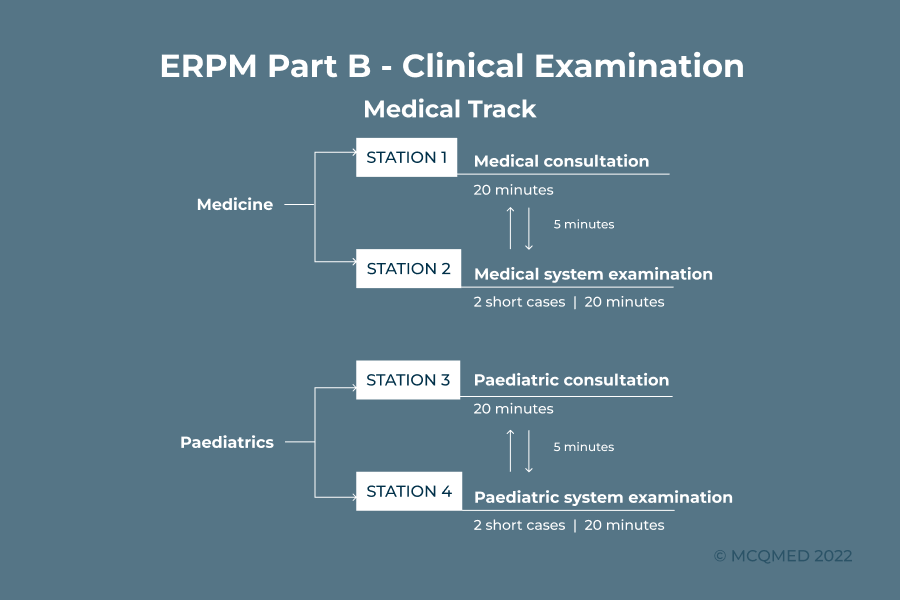 ERPM Part B - Clinical Examination
Medical Track
Medicine
STATION 1
Medical consultation
20 minutes
5 minutes
STATION 2
Medical system examination
2 short cases | 20 minutes
Paediatrics
STATION 3
Paediatric consultation
20 minutes
5 minutes
STATION 4
Paediatric system examination
2 short cases | 20 minutes
© MCQMED 2022